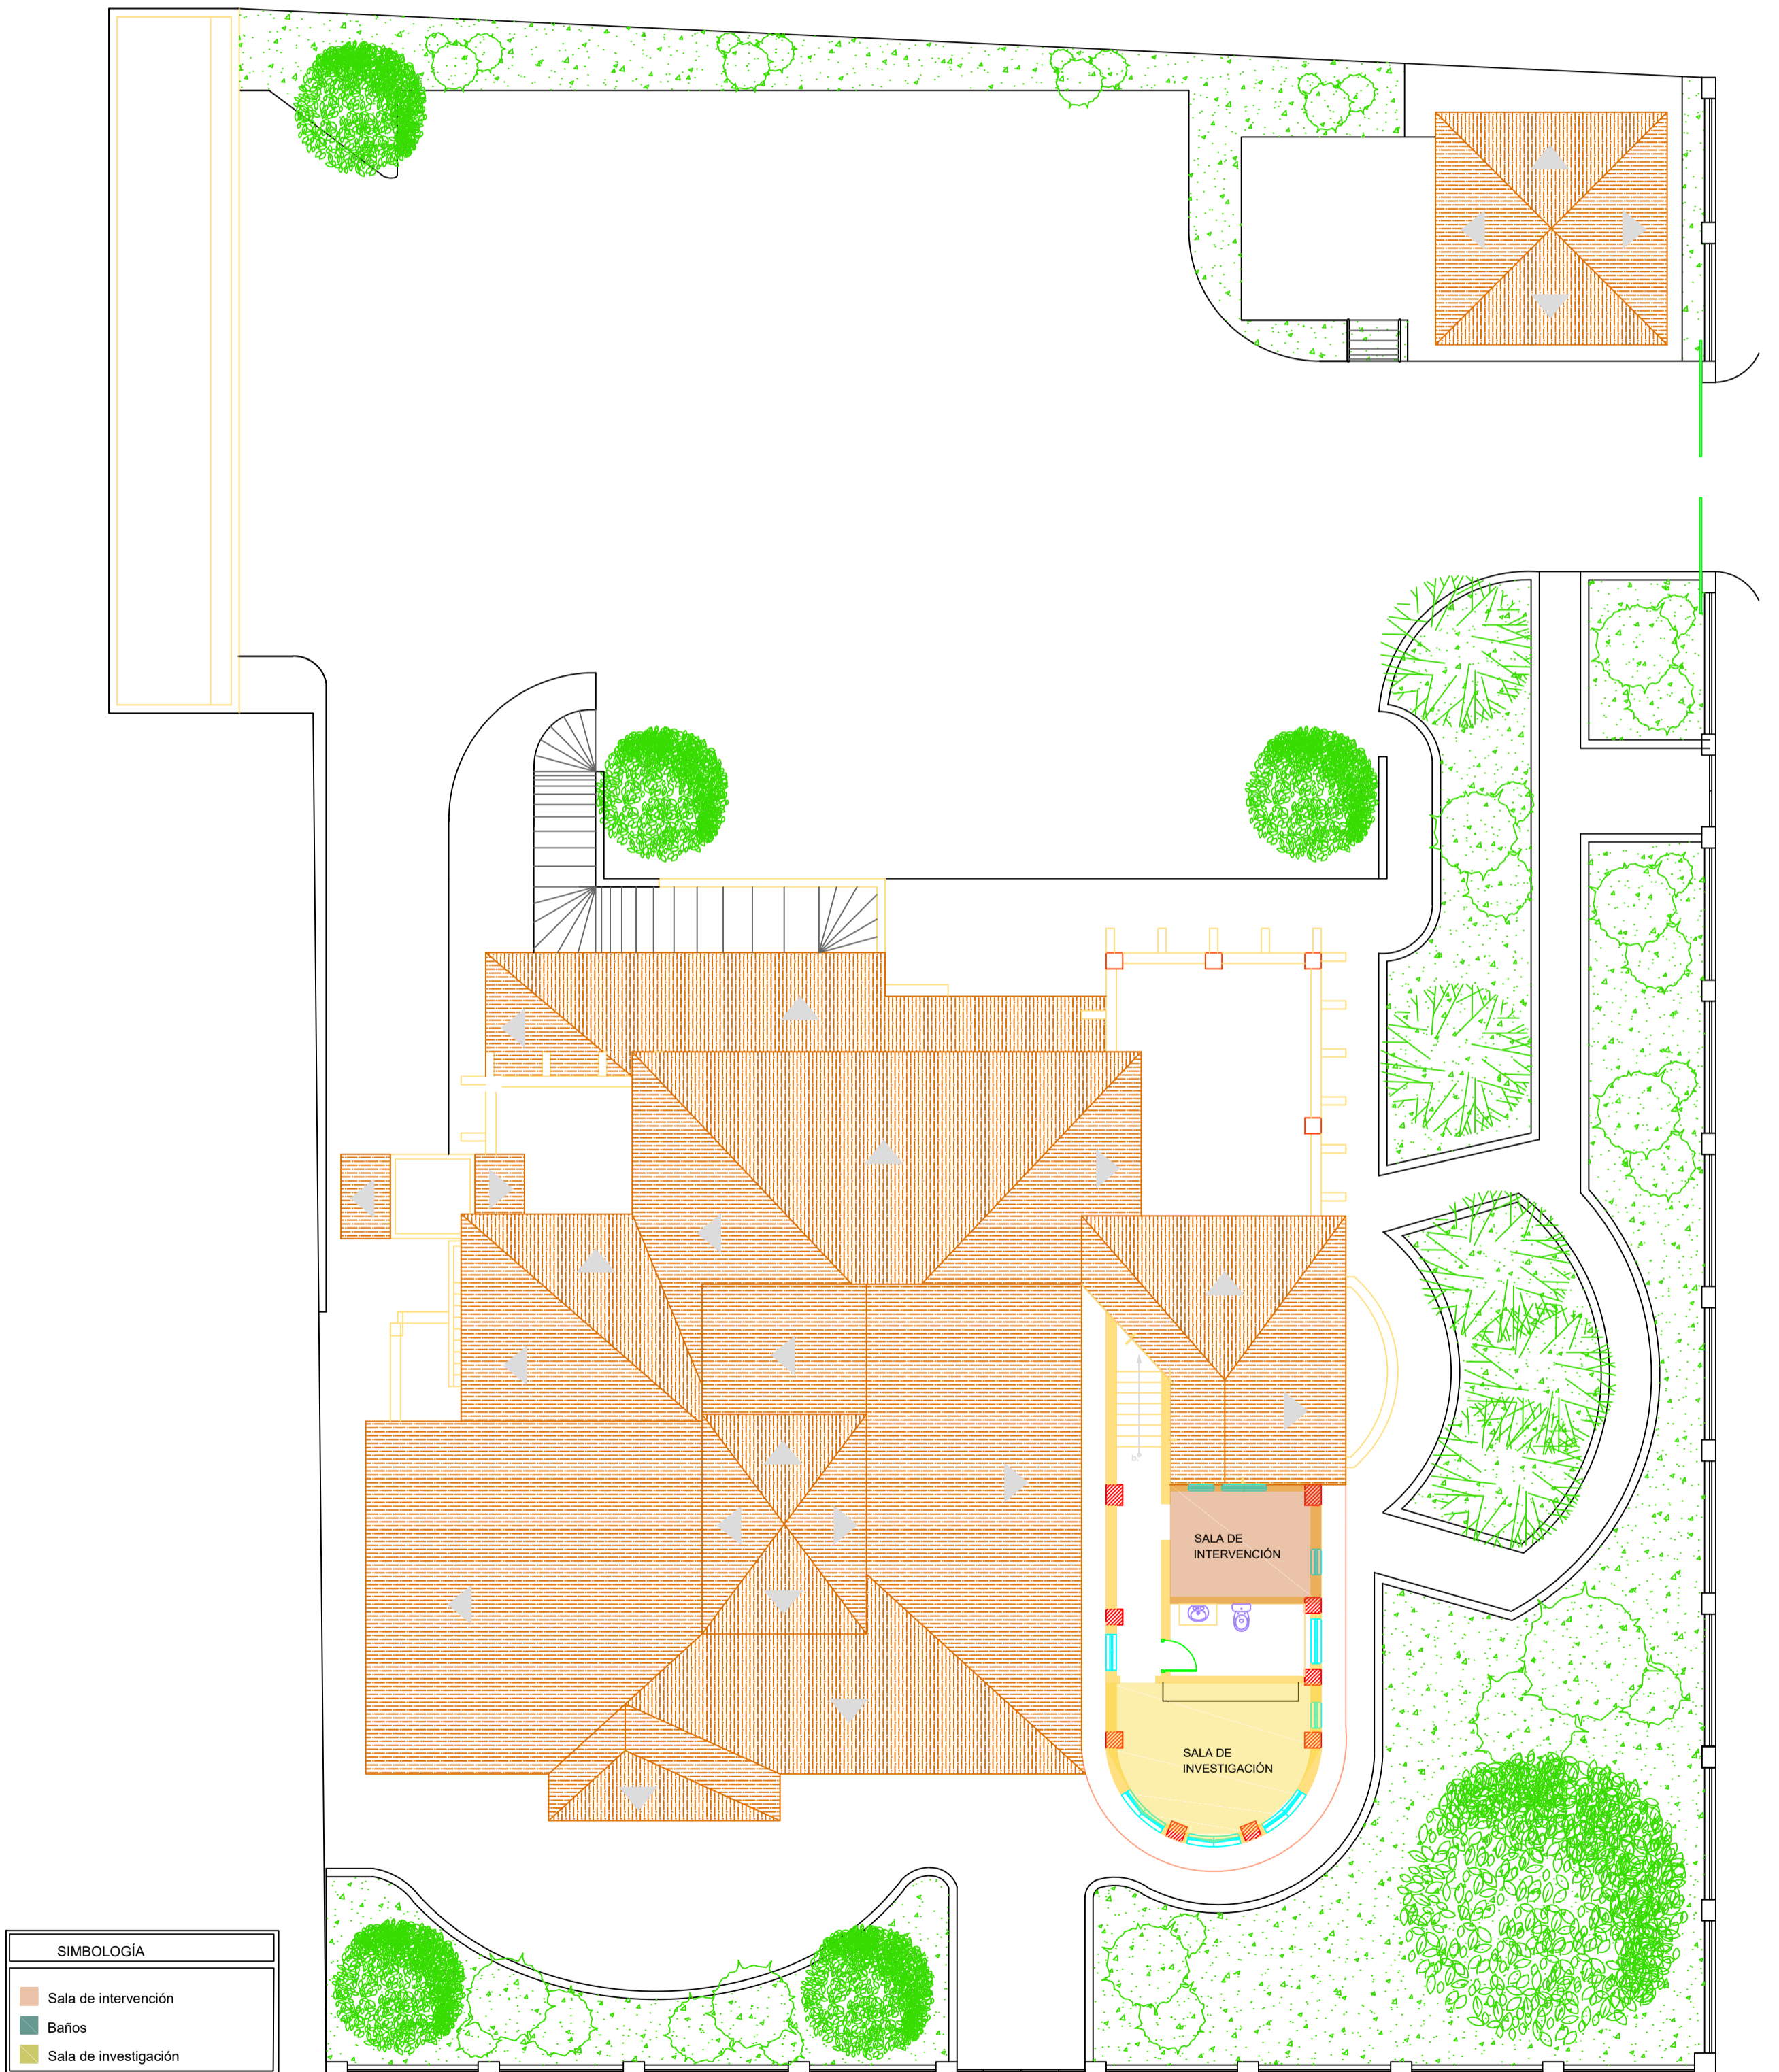 SALA DE
INTERVENCIÓN
SALA DE
INVESTIGACIÓN
SIMBOLOGÍA
Sala de intervención
Baños
Sala de investigación